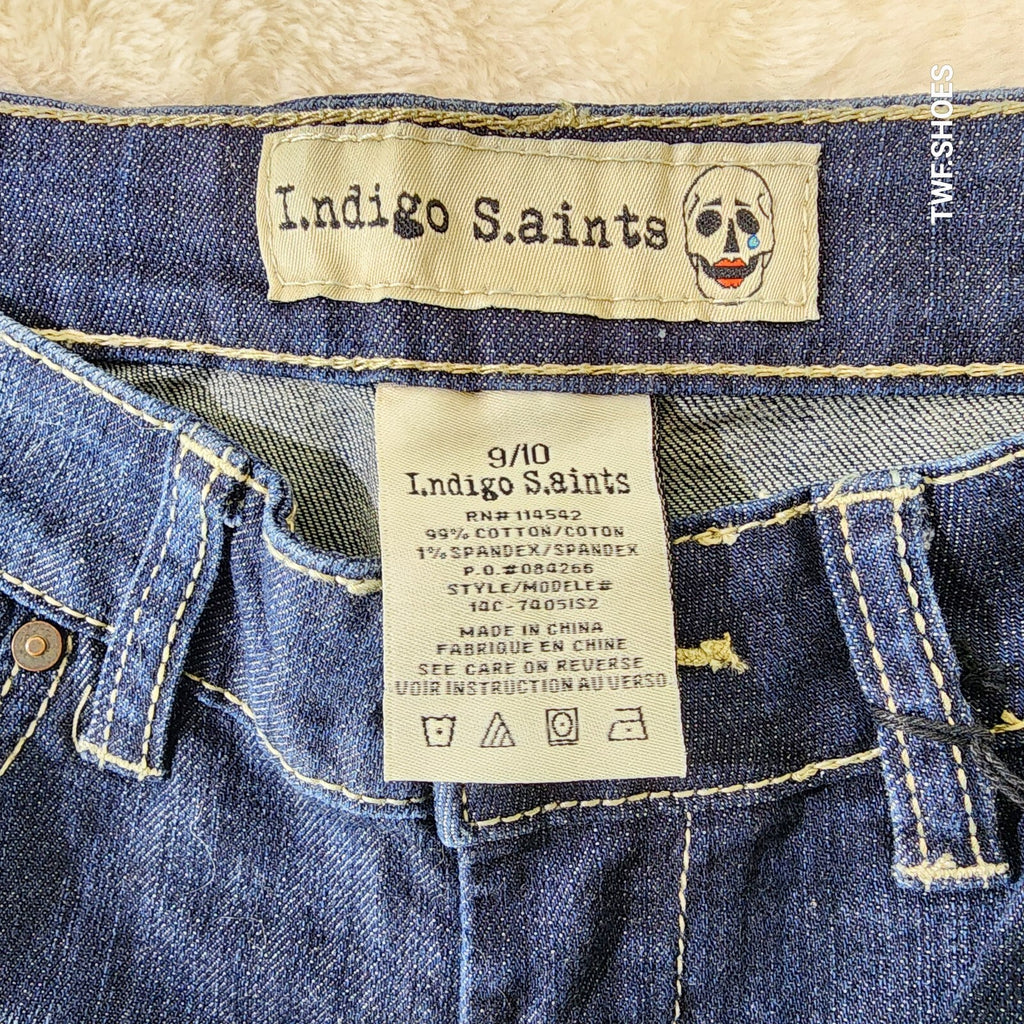 I.ndigo S.aints
TWF.SHOES
9/10
I.ndigo S.aints
RN# 114542
99% COTTON/COTON
1% SPANDEX/SPANDEX
P.O.#084266
STYLE/MODELE#
14C-7405IS2
MADE IN CHINA
FABRIQUE EN CHINE
SEE CARE ON REVERSE
VOIR INSTRUCTION AU VERSO